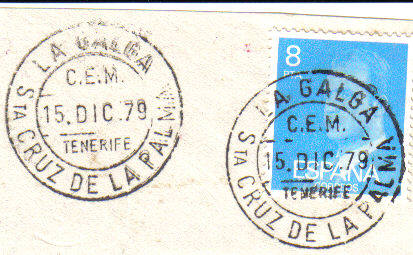 LA GALGA
C.E.M.
15. DIC. 79
TENERIFE
STA CRUZ DE LA PALMA
8
PTA
ESPAÑA
LA GALGA
C.E.M.
15. DIC. 79
TENERIFE
STA CRUZ DE LA PALMA